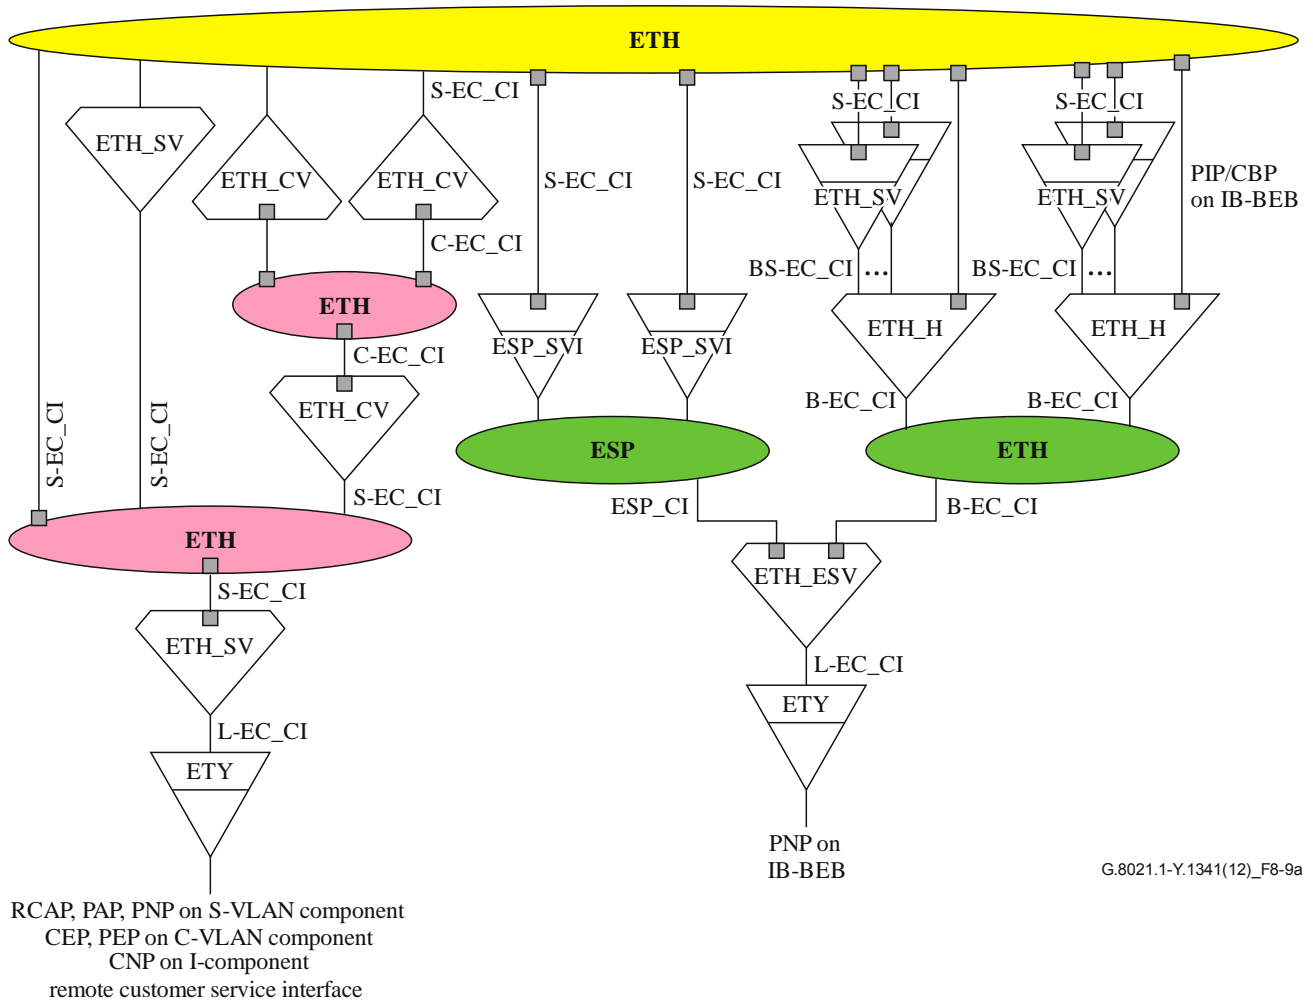 ETH
S-EC_CI
S-EC_CI
S-EC_CI
ETH_SV
ETH_CV
ETH_CV
S-EC_CI
S-EC_CI
ETH_SV
ETH_SV
PIP/CBP
on IB-BEB
C-EC_CI
BS-EC_CI
...
BS-EC_CI
...
ETH
ESP_SVI
ESP_SVI
ETH_H
ETH_H
C-EC_CI
ETH_CV
B-EC_CI
B-EC_CI
S-EC_CI
S-EC_CI
ESP
ETH
S-EC_CI
ESP_CI
B-EC_CI
ETH
ETH_ESV
S-EC_CI
ETH_SV
L-EC_CI
ETY
L-EC_CI
ETY
PNP on
IB-BEB
G.8021.1-Y.1341(12)_F8-9a
RCAP, PAP, PNP on S-VLAN component
CEP, PEP on C-VLAN component
CNP on I-component
remote customer service interface